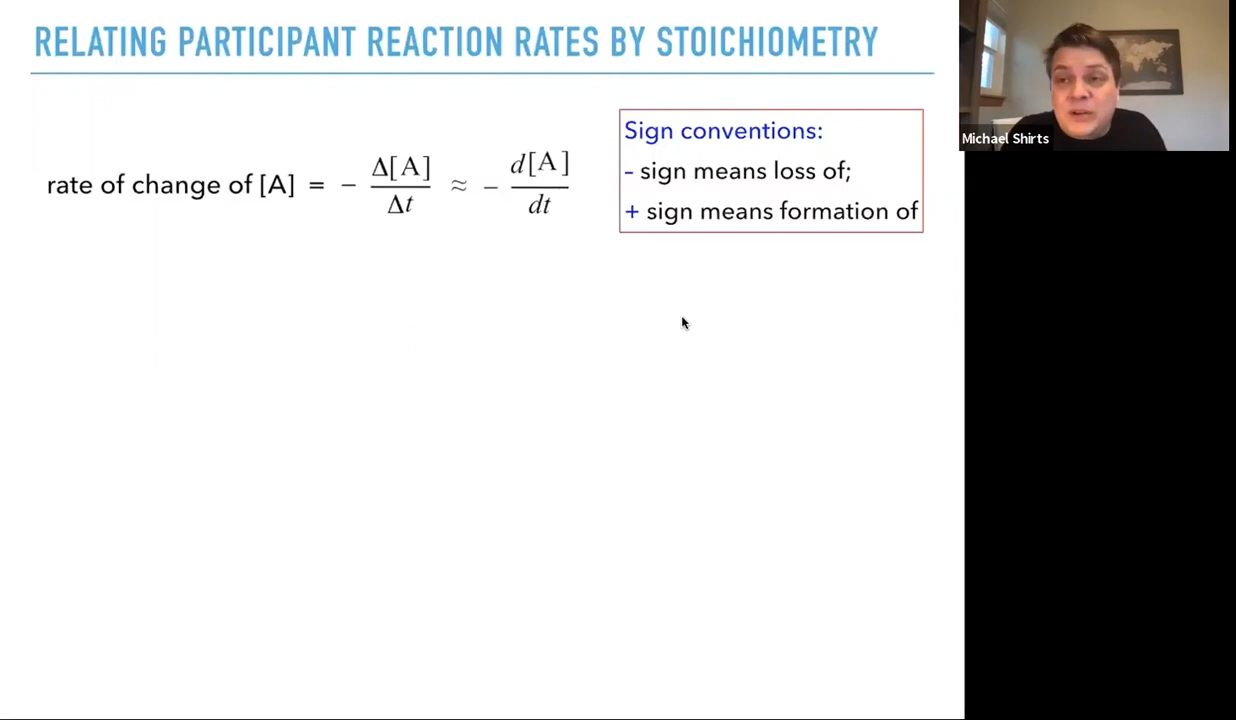 RELATING PARTICIPANT REACTION RATES BY STOICHIOMETRY
rate of change of [A] = − Δ[A]/Δt ≈ − d[A]/dt
Sign conventions:
– sign means loss of;
+ sign means formation of
Michael Shirts